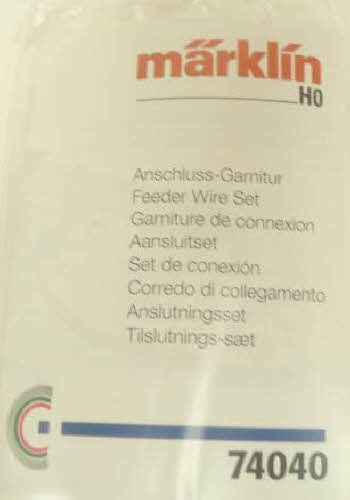 märklin
H0
Anschluss-Garnitur
Feeder Wire Set
Garniture de connexion
Aansluitset
Set de conexión
Corredo di collegamento
Anslutningsset
Tilslutnings-sæt
74040